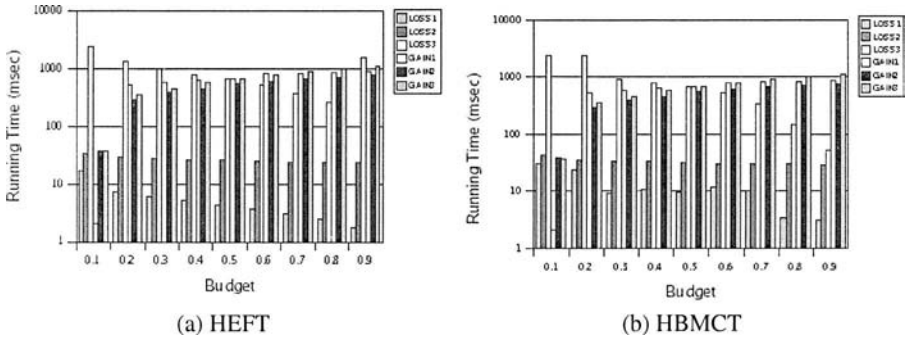 10000
1000
100
10
1
Running Time (msec)
0.1 0.2 0.3 0.4 0.5 0.6 0.7 0.8 0.9
Budget
LOSS1
LOSS2
LOSS3
GAIN1
GAIN2
GAIN3
(a) HEFT
10000
1000
100
10
1
Running Time (msec)
0.1 0.2 0.3 0.4 0.5 0.6 0.7 0.8 0.9
Budget
LOSS1
LOSS2
LOSS3
GAIN1
GAIN2
GAIN3
(b) HBMCT